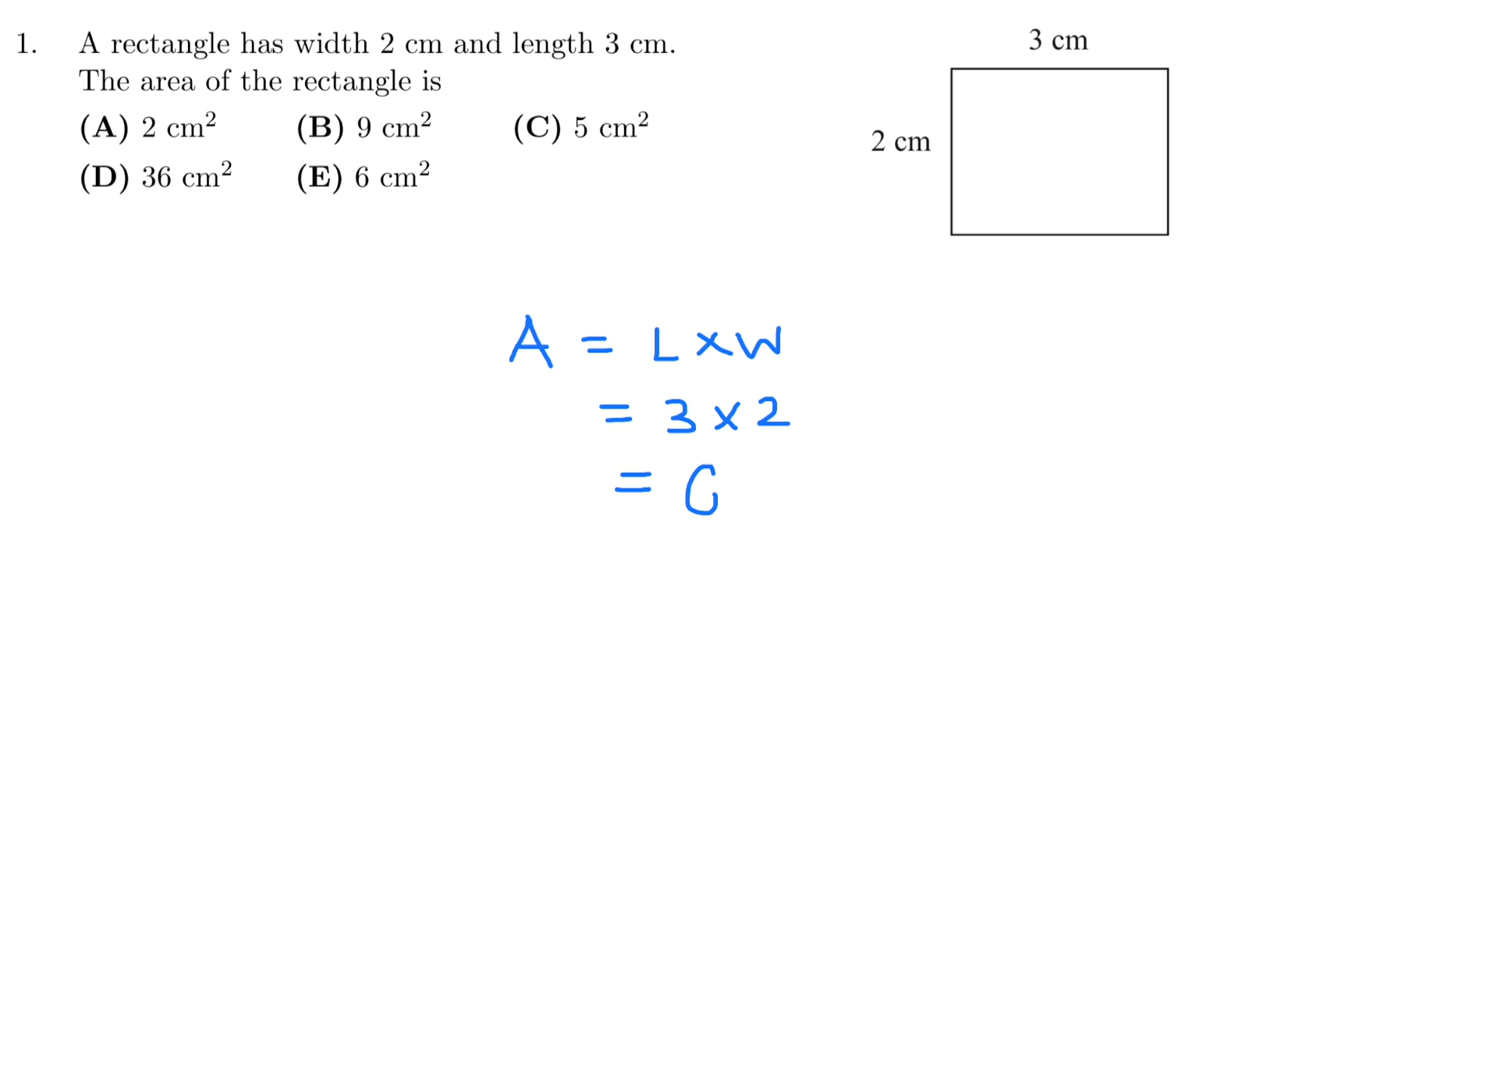 1. A rectangle has width 2 cm and length 3 cm.
The area of the rectangle is
(A) 2 cm² (B) 9 cm² (C) 5 cm²
(D) 36 cm² (E) 6 cm²
3 cm
2 cm
A = L × W
= 3 × 2
= 6